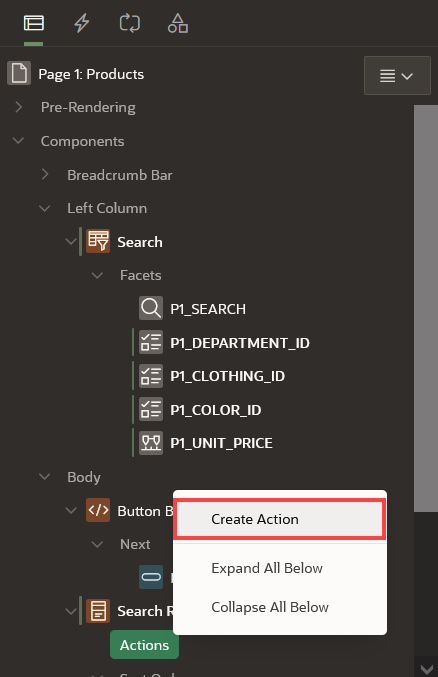 Page 1: Products
Pre-Rendering
Components
Breadcrumb Bar
Left Column
Search
Facets
P1_SEARCH
P1_DEPARTMENT_ID
P1_CLOTHING_ID
P1_COLOR_ID
P1_UNIT_PRICE
Body
Button B
Create Action
Next
Expand All Below
Collapse All Below
Search R
Actions